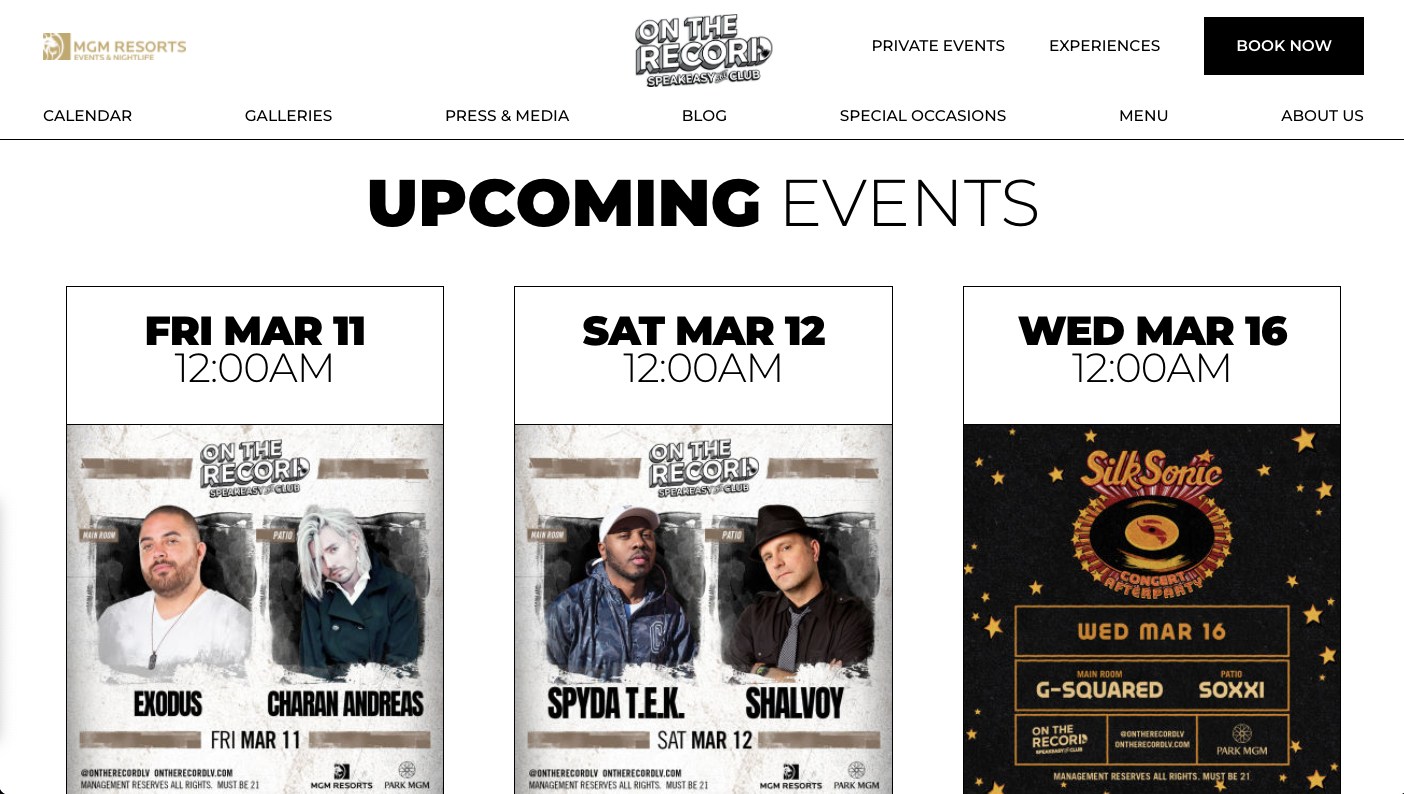 MGM RESORTS
EVENTS & NIGHTLIFE
ON THE
RECORD
SPEAKEASY AND CLUB
PRIVATE EVENTS
EXPERIENCES
BOOK NOW
CALENDAR
GALLERIES
PRESS & MEDIA
BLOG
SPECIAL OCCASIONS
MENU
ABOUT US
UPCOMING EVENTS
FRI MAR 11
12:00AM
ON THE
RECORD
SPEAKEASY AND CLUB
MAIN ROOM
PATIO
EXODUS
CHARAN ANDREAS
FRI MAR 11
@ONTHERECORDLV ONTHERECORDLV.COM
MANAGEMENT RESERVES ALL RIGHTS. MUST BE 21
MGM RESORTS
PARK MGM
SAT MAR 12
12:00AM
ON THE
RECORD
SPEAKEASY AND CLUB
MAIN ROOM
PATIO
SPYDA T.E.K.
SHALVOY
SAT MAR 12
@ONTHERECORDLV ONTHERECORDLV.COM
MANAGEMENT RESERVES ALL RIGHTS. MUST BE 21
MGM RESORTS
PARK MGM
WED MAR 16
12:00AM
Silk Sonic
CONCERT
AFTERPARTY
WED MAR 16
MAIN ROOM
G-SQUARED
PATIO
SOXXI
ON THE
RECORD
SPEAKEASY AND CLUB
@ONTHERECORDLV
ONTHERECORDLV.COM
PARK MGM
MANAGEMENT RESERVES ALL RIGHTS. MUST BE 21